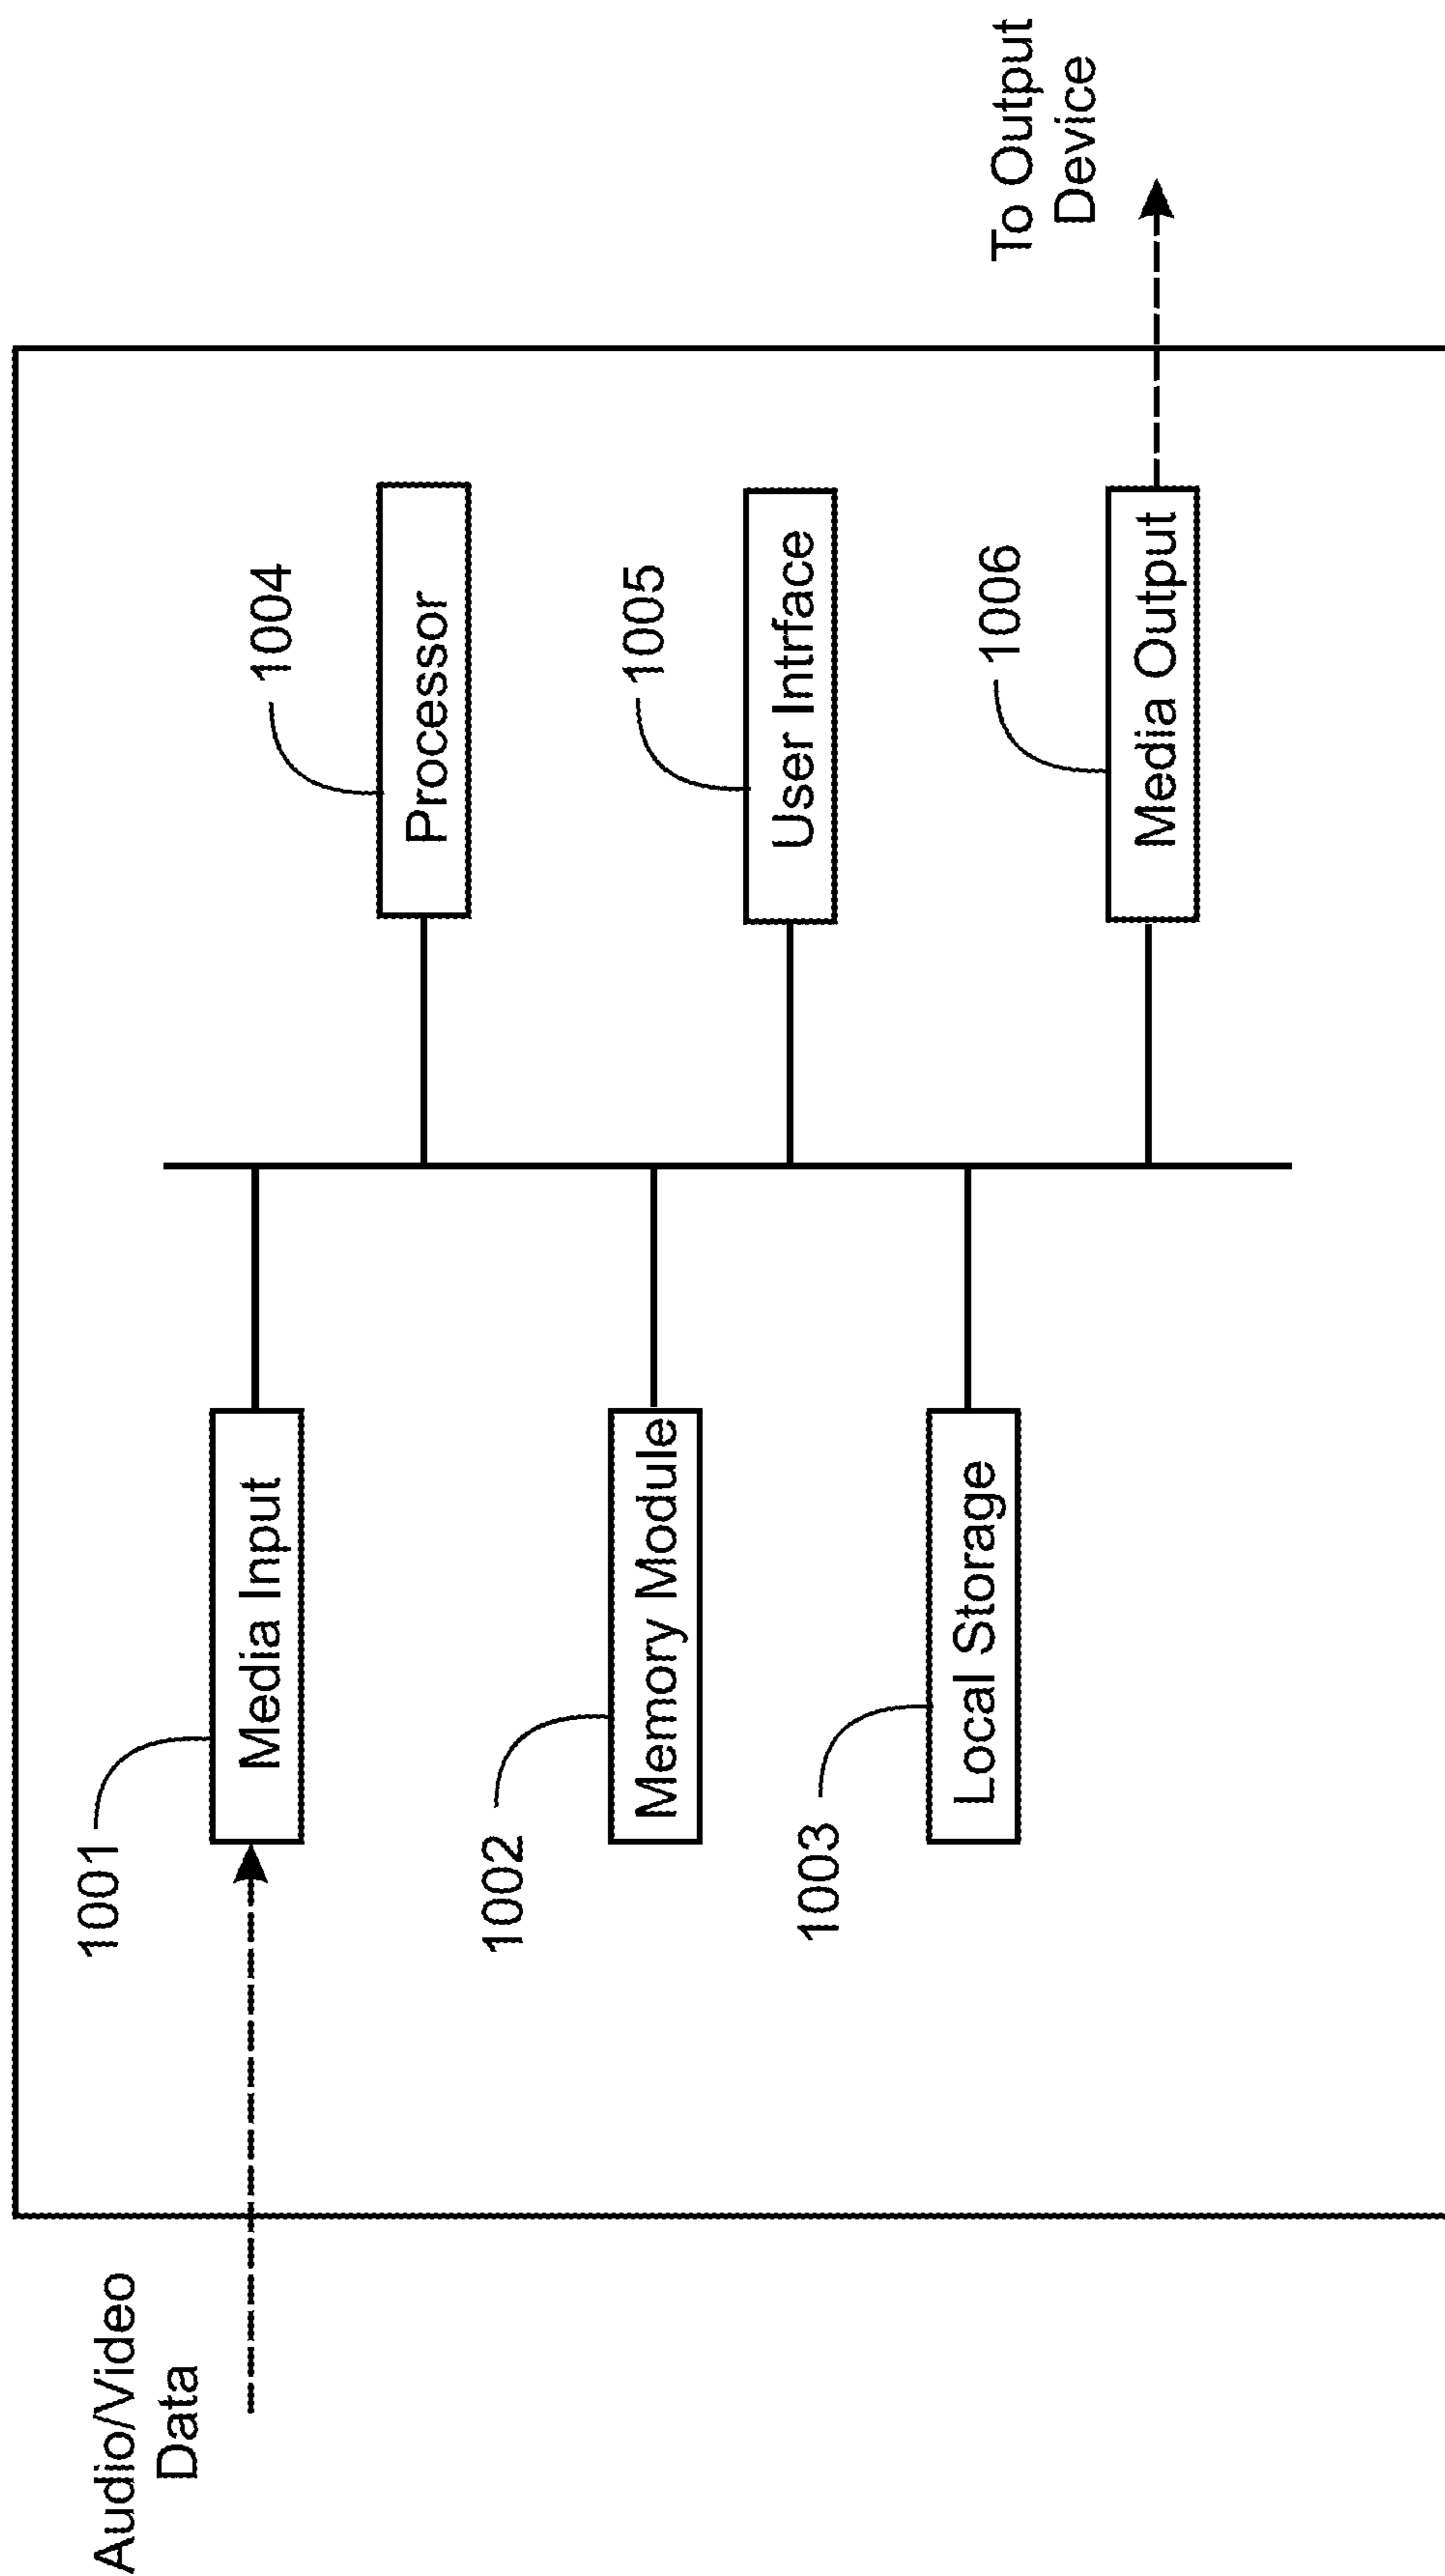 Audio/Video
Data
1001
Media Input
1002
Memory Module
1003
Local Storage
1004
Processor
1005
User Intrface
1006
Media Output
To Output
Device